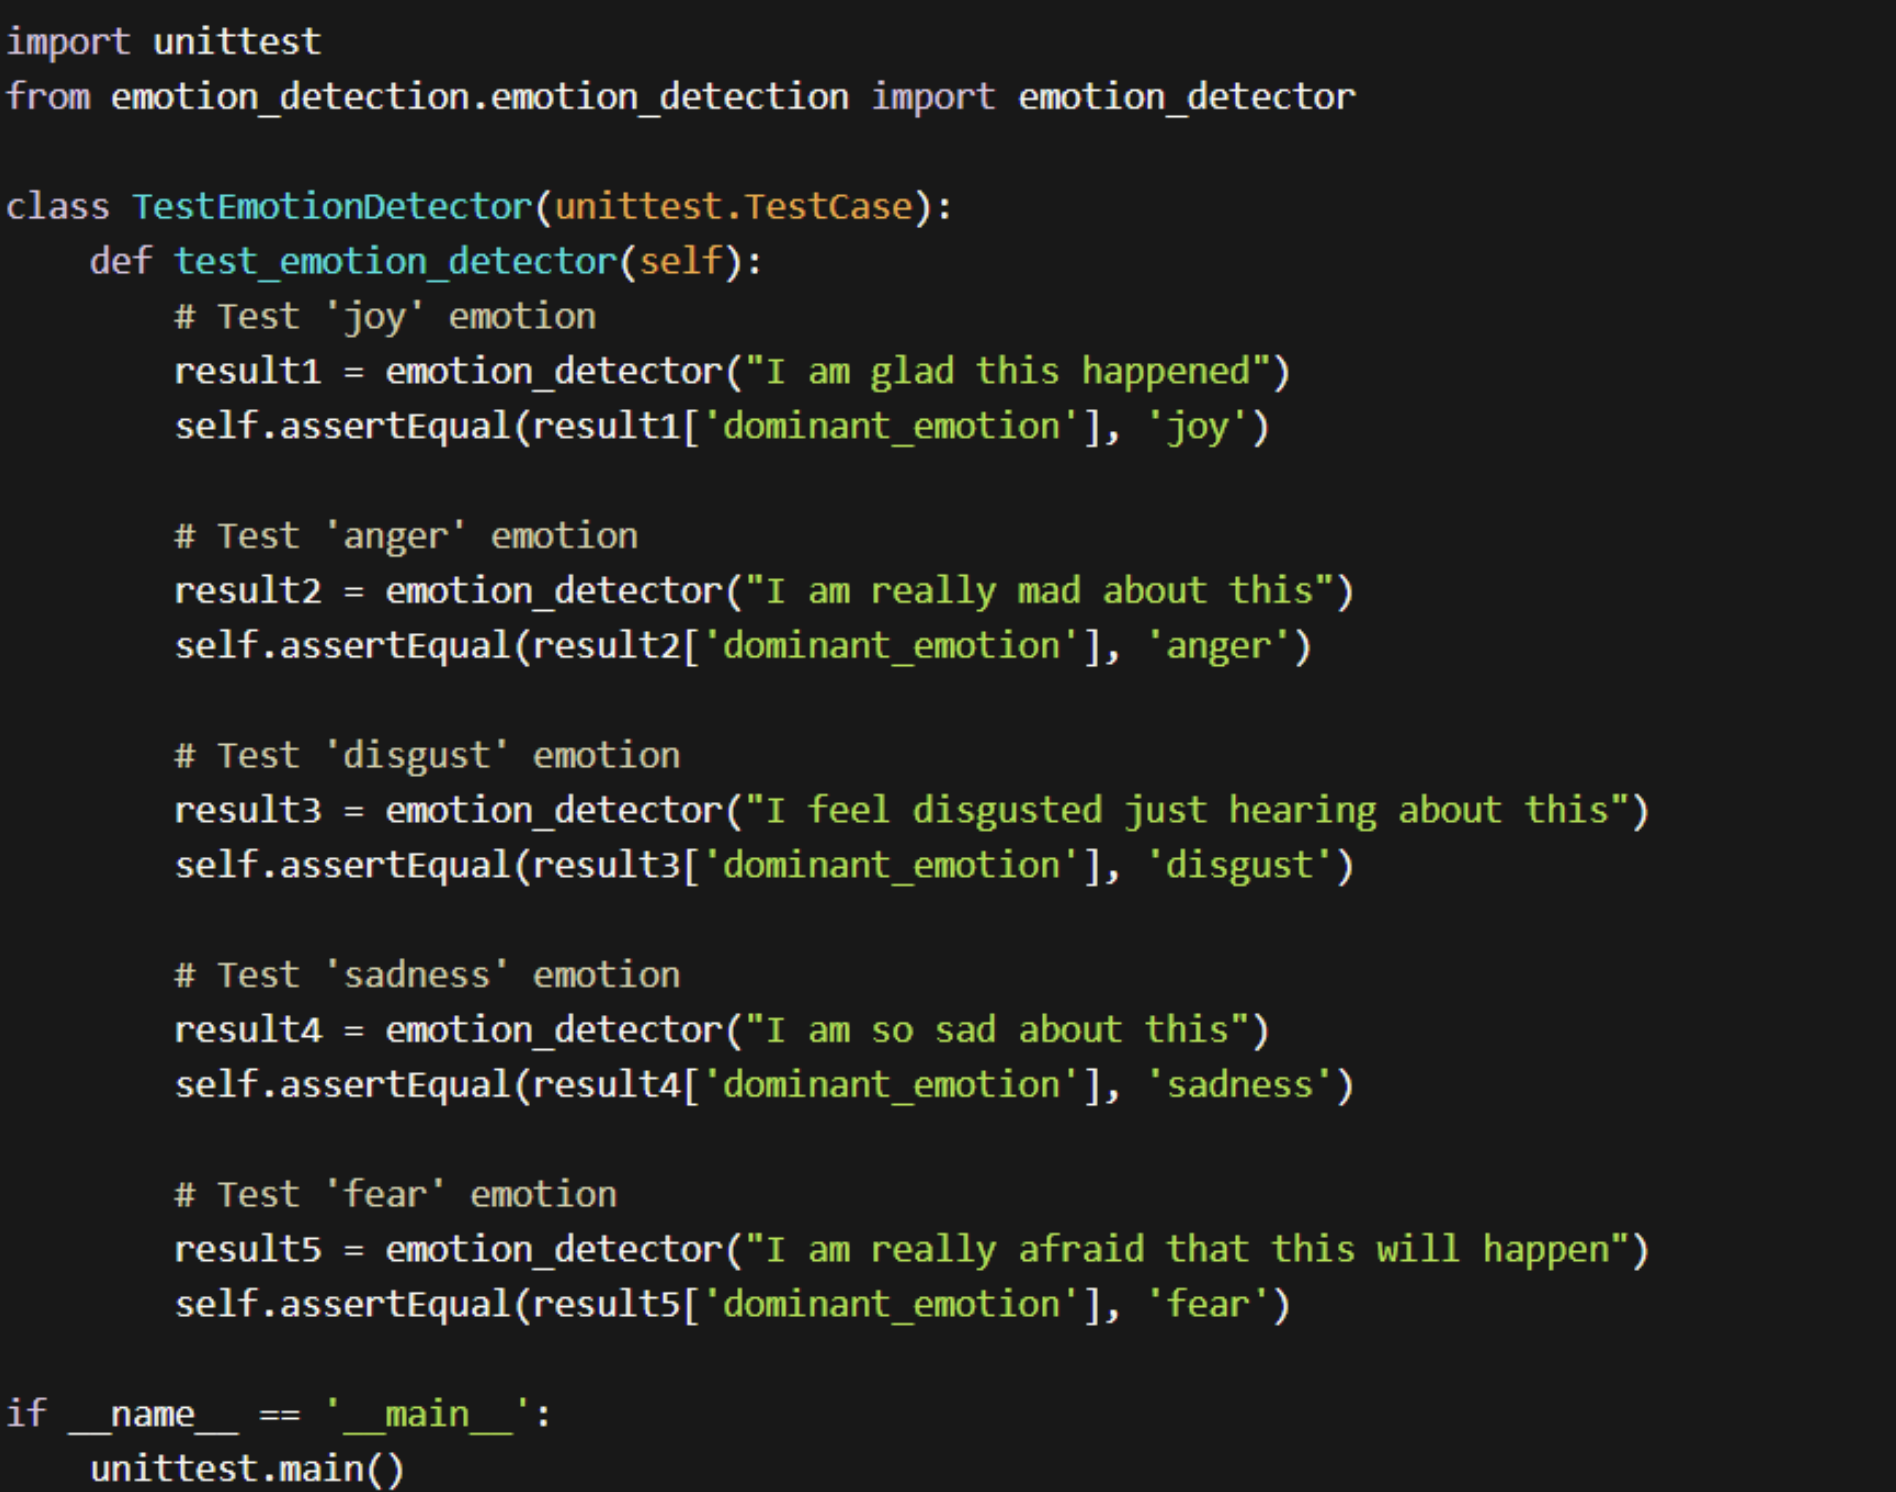 import unittest
from emotion_detection.emotion_detection import emotion_detector

class TestEmotionDetector(unittest.TestCase):
    def test_emotion_detector(self):
        # Test 'joy' emotion
        result1 = emotion_detector("I am glad this happened")
        self.assertEqual(result1['dominant_emotion'], 'joy')

        # Test 'anger' emotion
        result2 = emotion_detector("I am really mad about this")
        self.assertEqual(result2['dominant_emotion'], 'anger')

        # Test 'disgust' emotion
        result3 = emotion_detector("I feel disgusted just hearing about this")
        self.assertEqual(result3['dominant_emotion'], 'disgust')

        # Test 'sadness' emotion
        result4 = emotion_detector("I am so sad about this")
        self.assertEqual(result4['dominant_emotion'], 'sadness')

        # Test 'fear' emotion
        result5 = emotion_detector("I am really afraid that this will happen")
        self.assertEqual(result5['dominant_emotion'], 'fear')

if __name__ == '__main__':
    unittest.main()